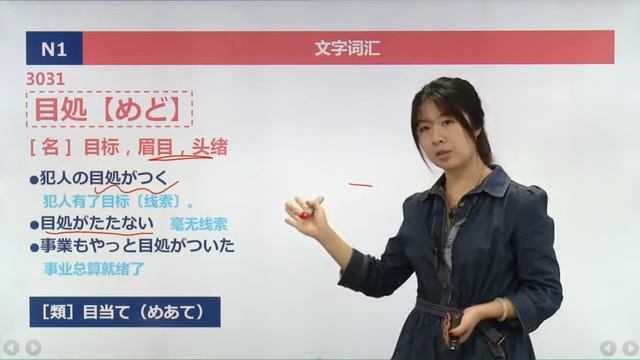 N1
文字词汇
3031
目処【めど】
[ 名 ] 目标，眉目，头绪
●犯人の目処がつく
犯人有了目标〔线索〕。
●目処がたたない 毫无线索
●事業もやっと目処がついた
事业总算就绪了
［類］目当て（めあて）